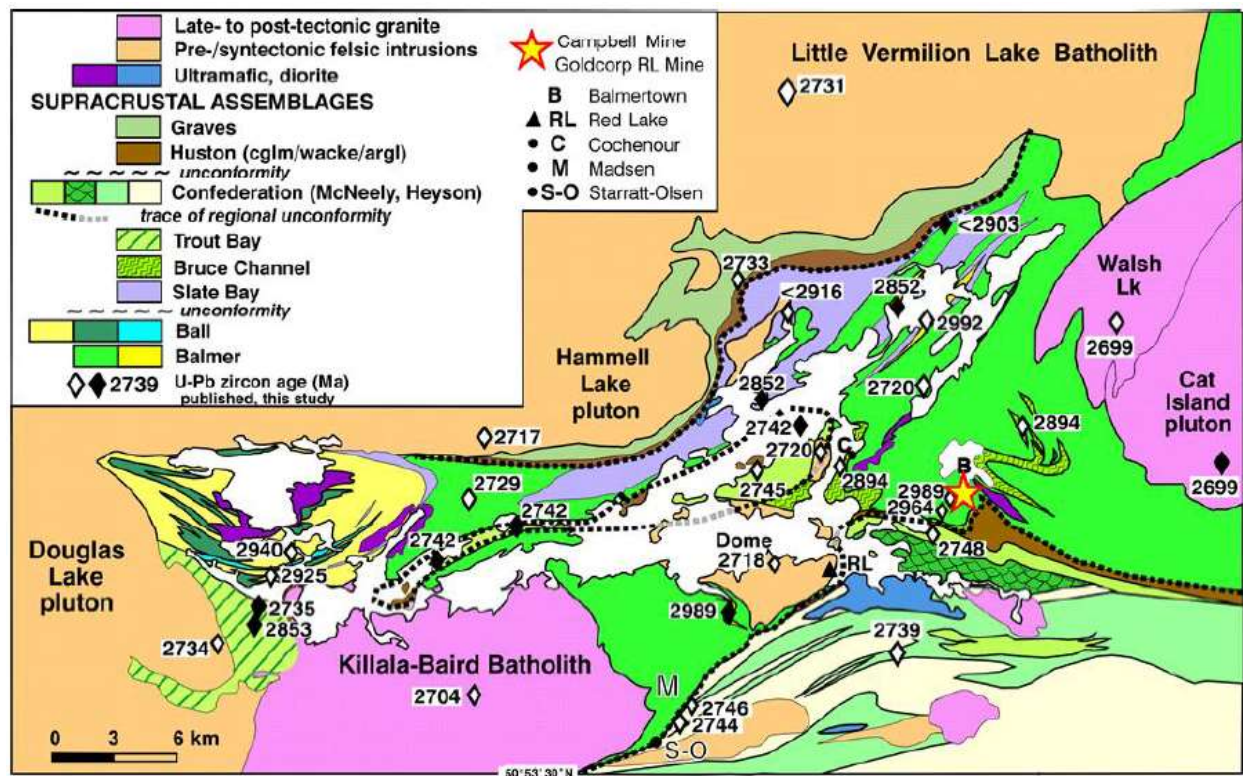 Late- to post-tectonic granite
Pre-/syntectonic felsic intrusions
Ultramafic, diorite
SUPRACRUSTAL ASSEMBLAGES
Graves
Huston (cglm/wacke/argl)
unconformity
Confederation (McNeely, Heyson)
trace of regional unconformity
Trout Bay
Bruce Channel
Slate Bay
unconformity
Ball
Balmer
2739 U-Pb zircon age (Ma)
published, this study
Campbell Mine
Goldcorp RL Mine
B Balmertown
RL Red Lake
C Cochenour
M Madsen
S-O Starratt-Olsen
Little Vermilion Lake Batholith
2731
<2903
2733
Walsh
Lk
<2916
2852
2992
2699
Hammell
Lake
pluton
2852
2720
Cat
Island
pluton
2742
2894
2717
2720
C
B
2745
2894
2699
2729
2989
2964
2742
2742
2748
Dome
2718
RL
2940
Douglas
Lake
pluton
2925
2735
2853
2989
2734
2739
Killala-Baird Batholith
2704
M
2746
2744
S-O
0 3 6 km
50°53'30"N